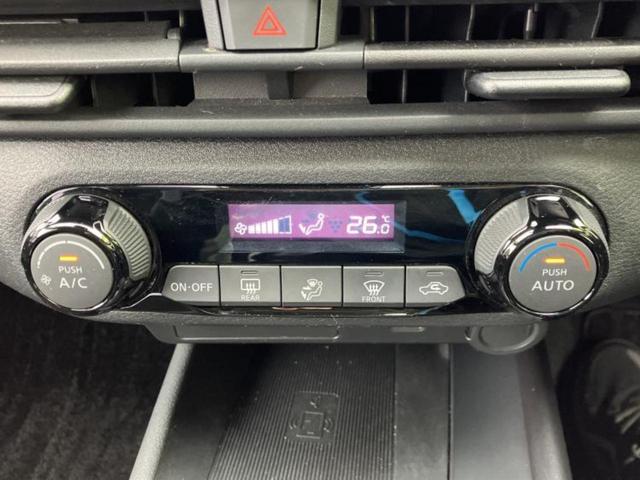 26.0 °C
PUSH
A/C
ON·OFF
REAR
FRONT
PUSH
AUTO